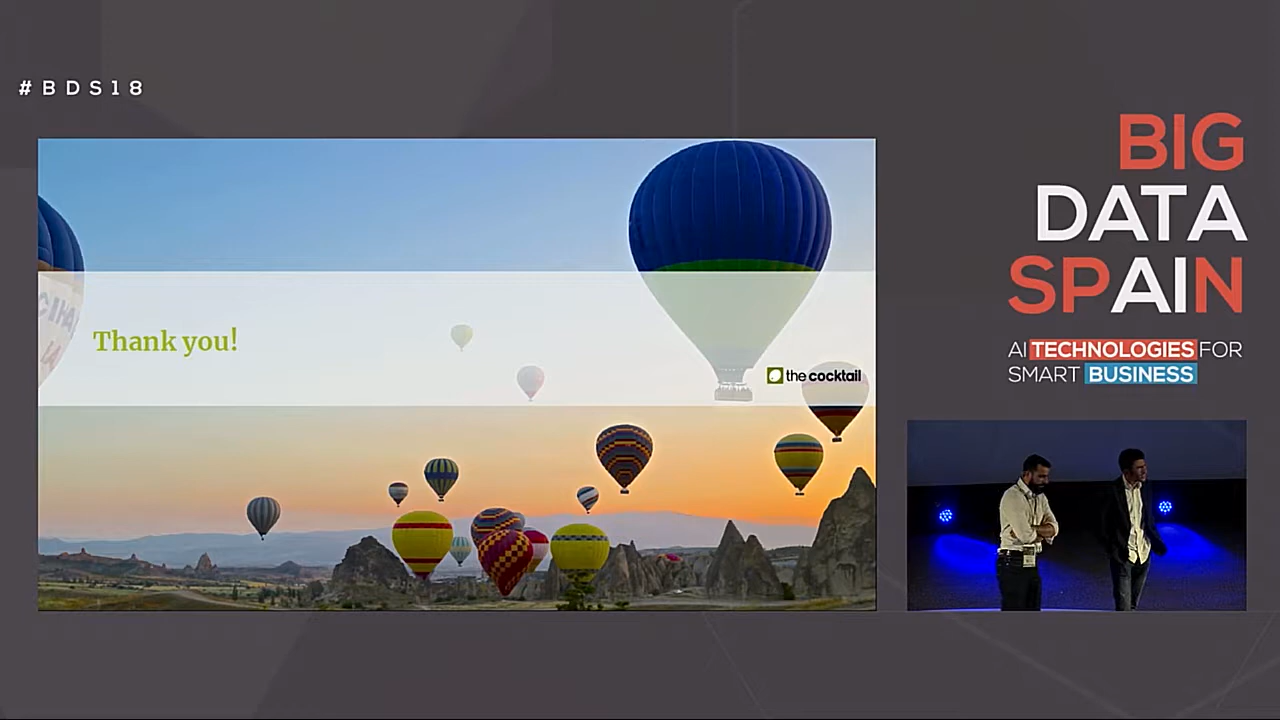 #BDS18
BIG
DATA
SPAIN
AI TECHNOLOGIES FOR
SMART BUSINESS
Thank you!
the cocktail